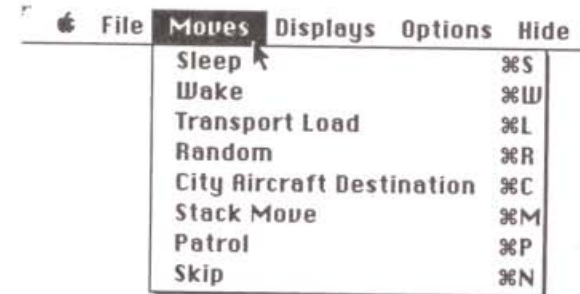 File Moves Displays Options Hide
Sleep ⌘S
Wake ⌘W
Transport Load ⌘L
Random ⌘R
City Aircraft Destination ⌘C
Stack Move ⌘M
Patrol ⌘P
Skip ⌘N